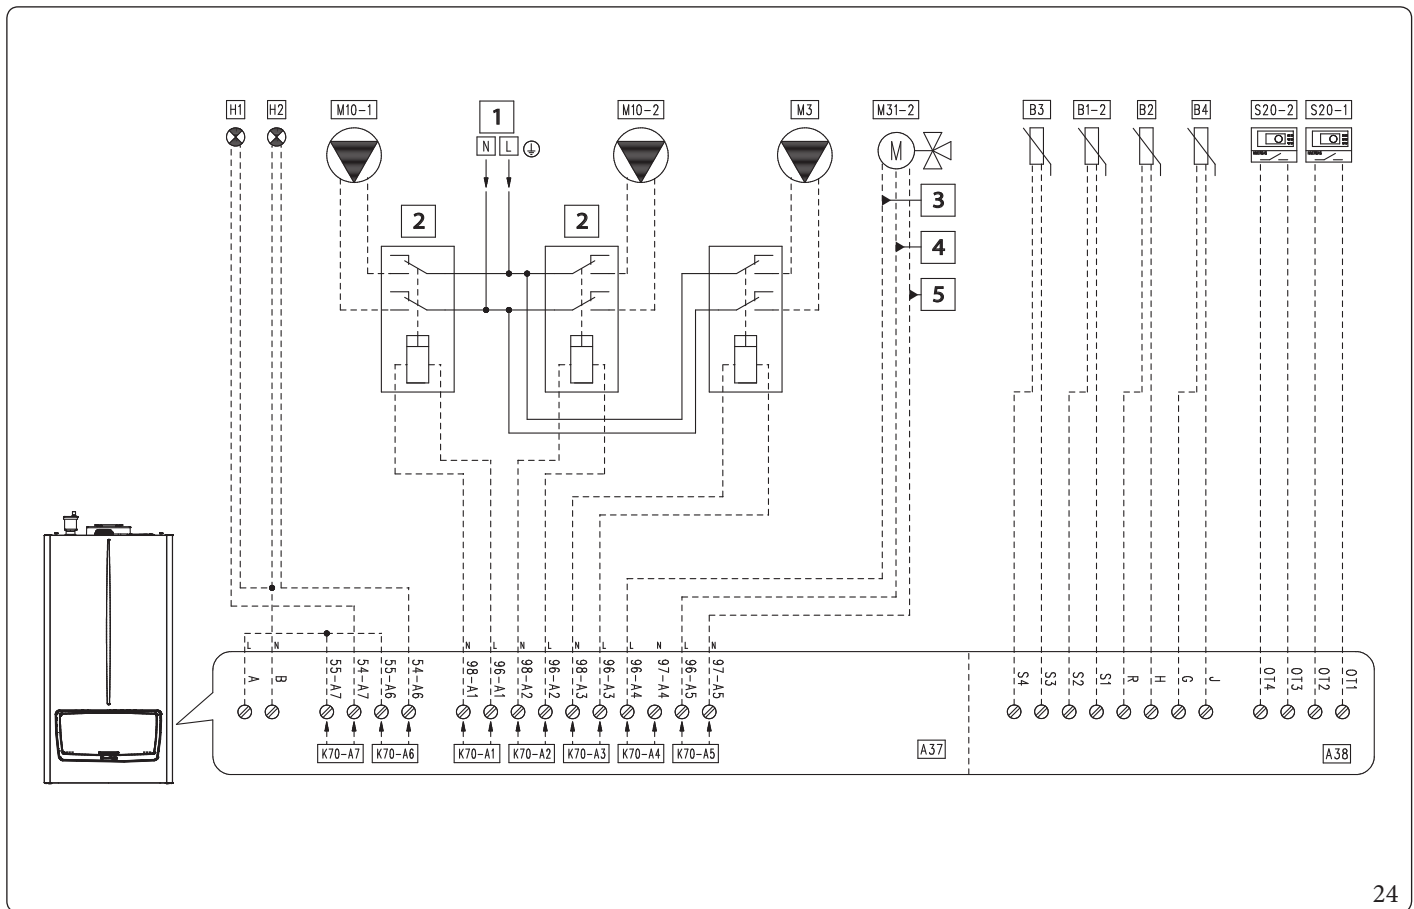 H1 H2 M10-1 1 M10-2 M3 M31-2 B3 B1-2 B2 B4 S20-2 S20-1
N L
M
3
2 2
4
5
L N N L N L N L L N L N
A B 55-A7 54-A7 55-A6 54-A6 98-A1 96-A1 98-A2 96-A2 98-A3 96-A3 96-A4 97-A4 96-A5 97-A5 S4 S3 S2 S1 R H G J OT4 OT3 OT2 OT1
K70-A7 K70-A6 K70-A1 K70-A2 K70-A3 K70-A4 K70-A5 A37 A38
24